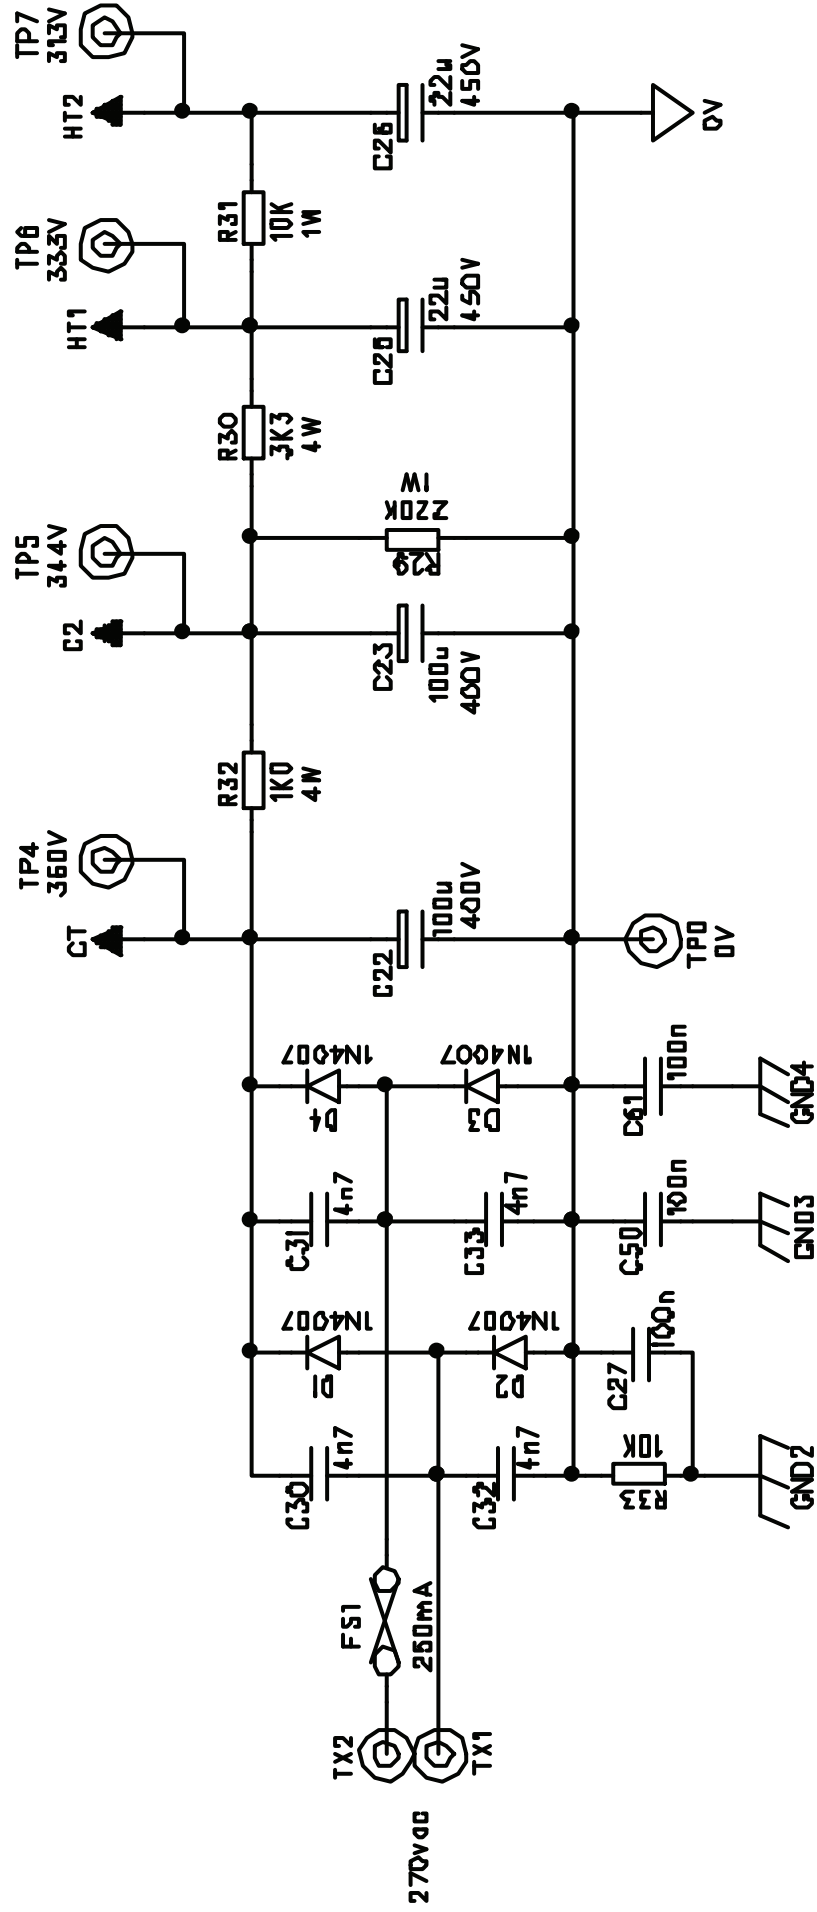 270vac
TX2
TX1
FS1
250mA
C30
4n7
C32
4n7
R33
10K
GND2
D1
1N4007
D2
1N4007
C27
100n
C31
4n7
C33
4n7
C50
100n
GND3
D4
1N4007
D3
1N4007
C61
100n
GND4
CT
TP4
360V
C22
100u
400V
TP0
0V
R32
1K0
4W
C2
TP5
344V
C23
100u
400V
R29
220K
1W
R30
3K3
4W
HT1
TP6
333V
C25
22u
450V
R31
10K
1W
HT2
TP7
313V
C26
22u
450V
0V